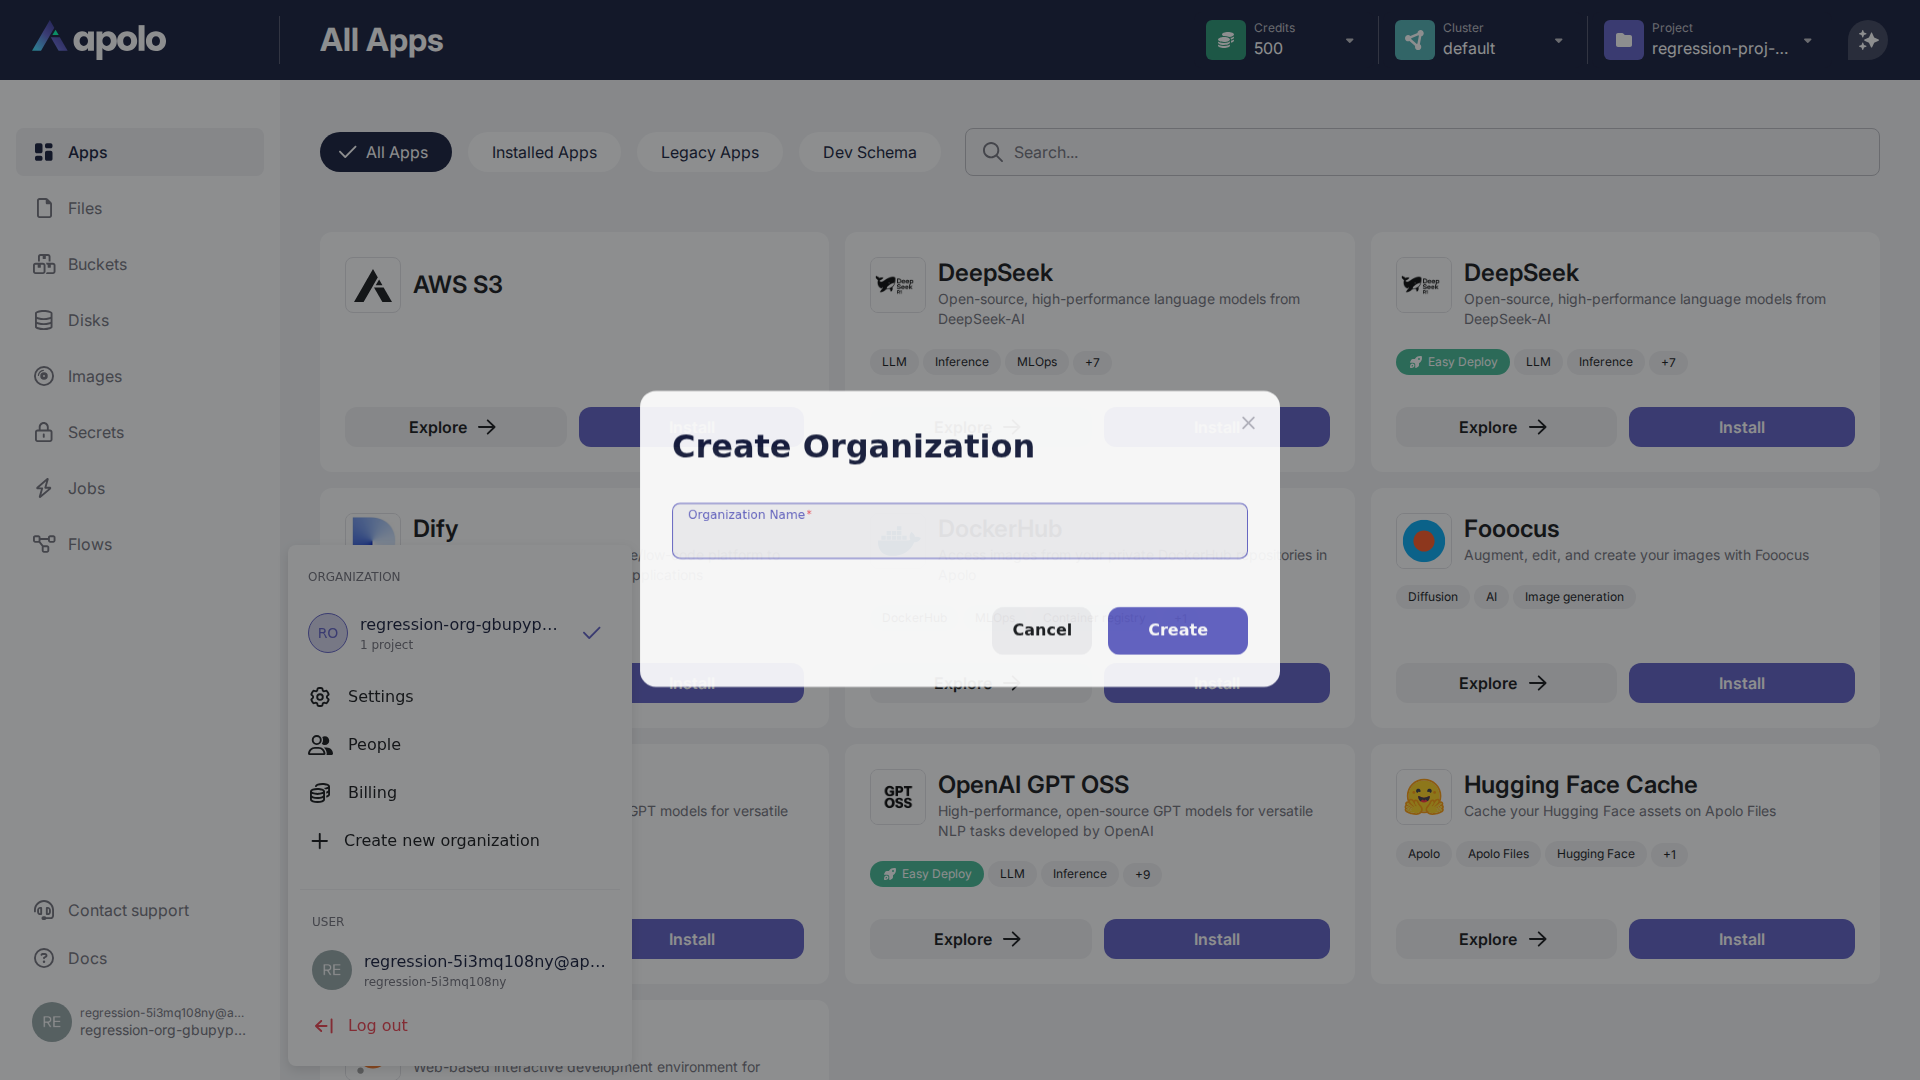 apolo
All Apps
Credits
500
Cluster
default
Project
regression-proj-...
Apps
Files
Buckets
Disks
Images
Secrets
Jobs
Flows
Contact support
Docs
RE
regression-5i3mq108ny@a...
regression-org-gbupyp...
All Apps
Installed Apps
Legacy Apps
Dev Schema
Search...
AWS S3
Explore
Install
DeepSeek
Open-source, high-performance language models from
DeepSeek-AI
LLM
Inference
MLOps
+7
Explore
Install
DeepSeek
Open-source, high-performance language models from
DeepSeek-AI
Easy Deploy
LLM
Inference
+7
Explore
Install
Create Organization
Organization Name*
Cancel
Create
Dify
Install
DockerHub
Apolo
DockerHub
Explore
Install
Fooocus
Augment, edit, and create your images with Fooocus
Diffusion
AI
Image generation
Explore
Install
ORGANIZATION
RO
regression-org-gbupyp...
1 project
Settings
People
Billing
Create new organization
USER
RE
regression-5i3mq108ny@ap...
regression-5i3mq108ny
Log out
GPT models for versatile
Install
GPT
OSS
OpenAI GPT OSS
High-performance, open-source GPT models for versatile
NLP tasks developed by OpenAI
Easy Deploy
LLM
Inference
+9
Explore
Install
Hugging Face Cache
Cache your Hugging Face assets on Apolo Files
Apolo
Apolo Files
Hugging Face
+1
Explore
Install
Web-based interactive development environment for